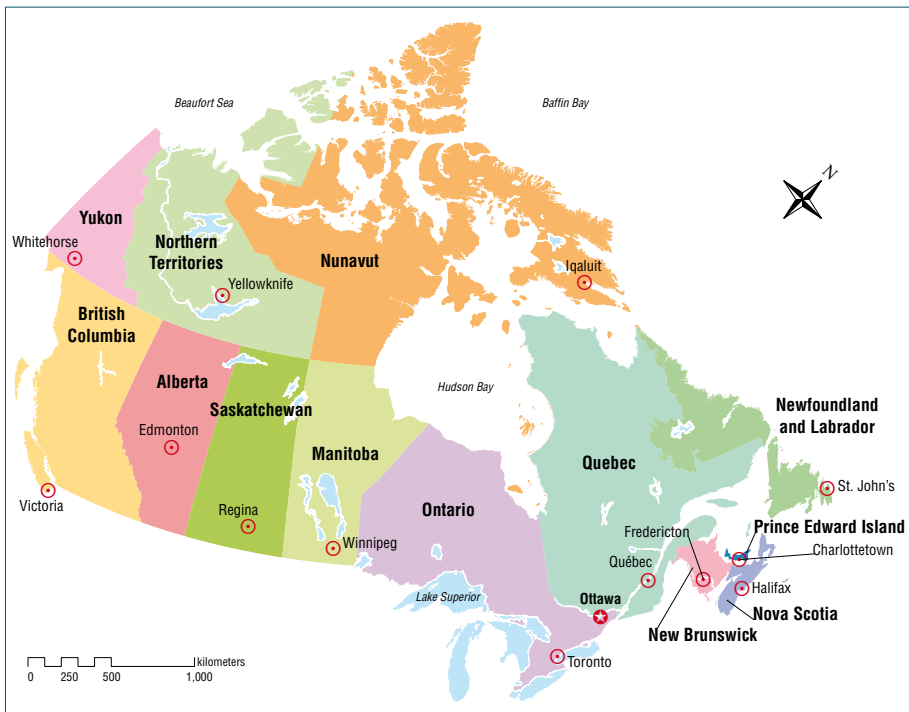 Beaufort Sea
Baffin Bay
N
Yukon
Whitehorse
Northern
Territories
Nunavut
Iqaluit
Yellowknife
British
Columbia
Alberta
Hudson Bay
Saskatchewan
Newfoundland
and Labrador
Edmonton
Manitoba
Quebec
St. John's
Victoria
Regina
Ontario
Fredericton
Prince Edward Island
Winnipeg
Charlottetown
Québec
Halifax
Lake Superior
Ottawa
Nova Scotia
New Brunswick
Toronto
kilometers
0 250 500 1,000